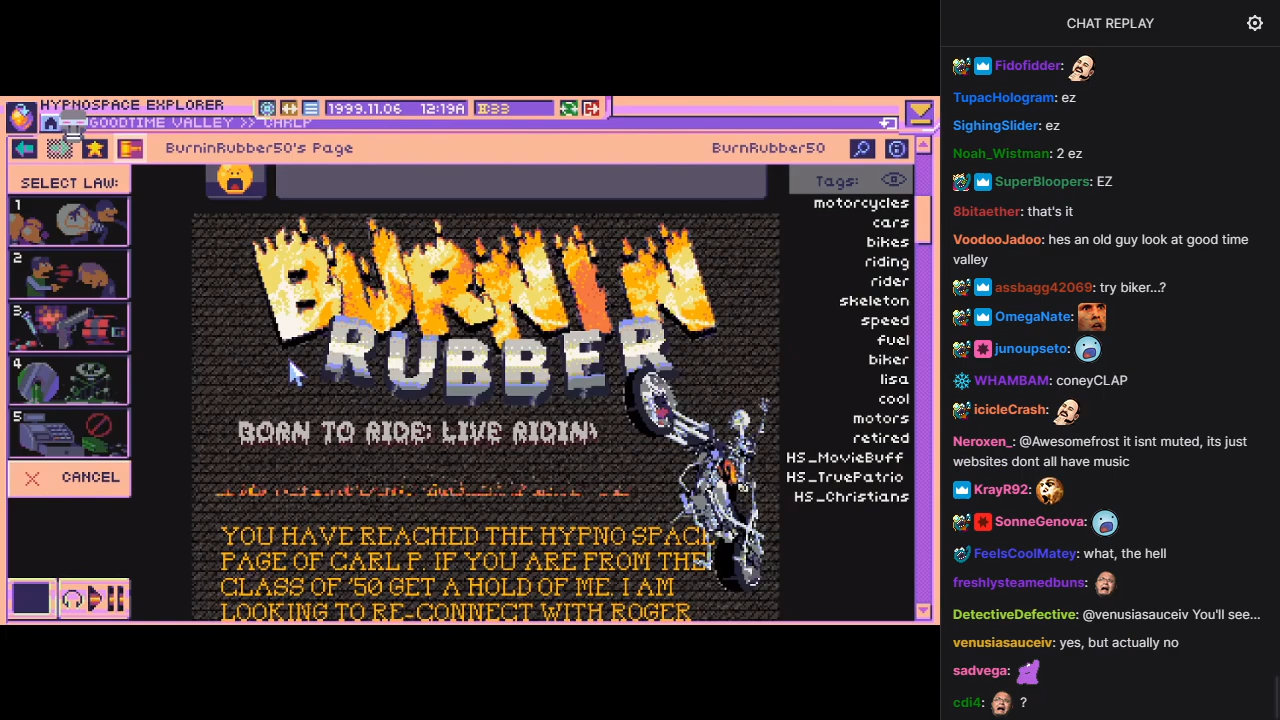 HYPNOSPACE EXPLORER
1999.11.06 12:19A
GOODTIME VALLEY >> CARLP
BurninRubber50's Page
BurnRubber50
SELECT LAW:
1
2
3
4
5
CANCEL
Tags:
motorcycles
cars
bikes
riding
rider
skeleton
speed
fuel
biker
lisa
cool
motors
retired
HS_MovieBuff
HS_TruePatrio
HS_Christians
BURNIN
RUBBER
BORN TO RIDE; LIVE RIDIN'
YOU HAVE REACHED THE HYPNO SPACE
PAGE OF CARL P. IF YOU ARE FROM THE
CLASS OF '50 GET A HOLD OF ME. I AM
LOOKING TO RE-CONNECT WITH ROGER
CHAT REPLAY
Fidofidder:
TupacHologram: ez
SighingSlider: ez
Noah_Wistman: 2 ez
SuperBloopers: EZ
8bitaether: that's it
VoodooJadoo: hes an old guy look at good time
valley
assbagg42069: try biker...?
OmegaNate:
junoupseto:
WHAMBAM: coneyCLAP
icicleCrash:
Neroxen_: @Awesomefrost it isnt muted, its just
websites dont all have music
KrayR92:
SonneGenova:
FeelsCoolMatey: what, the hell
freshlysteamedbuns:
DetectiveDefective: @venusiasauceiv You'll see...
venusiasauceiv: yes, but actually no
sadvega:
cdi4: ?